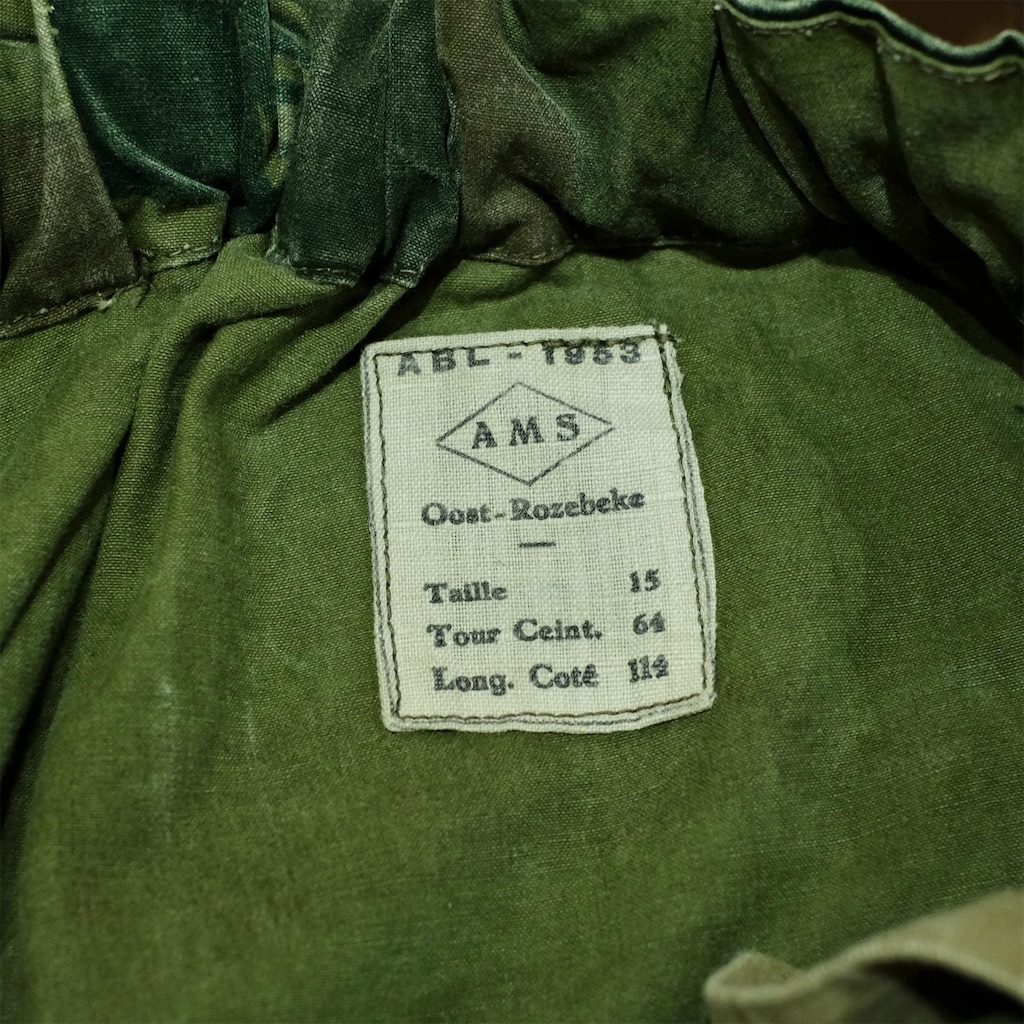 ABL - 1953
AMS
Oost-Rozebeke
Taille 15
Tour Ceint. 64
Long. Coté 114